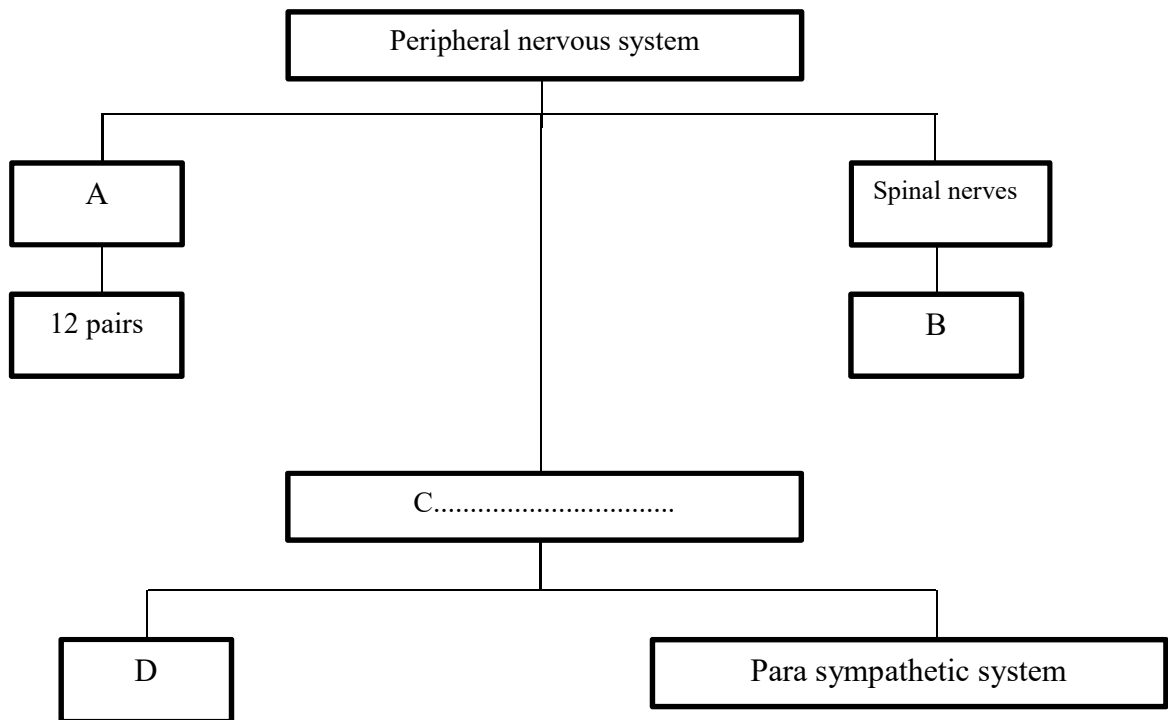 Peripheral nervous system
A
Spinal nerves
12 pairs
B
C.................................
D
Para sympathetic system